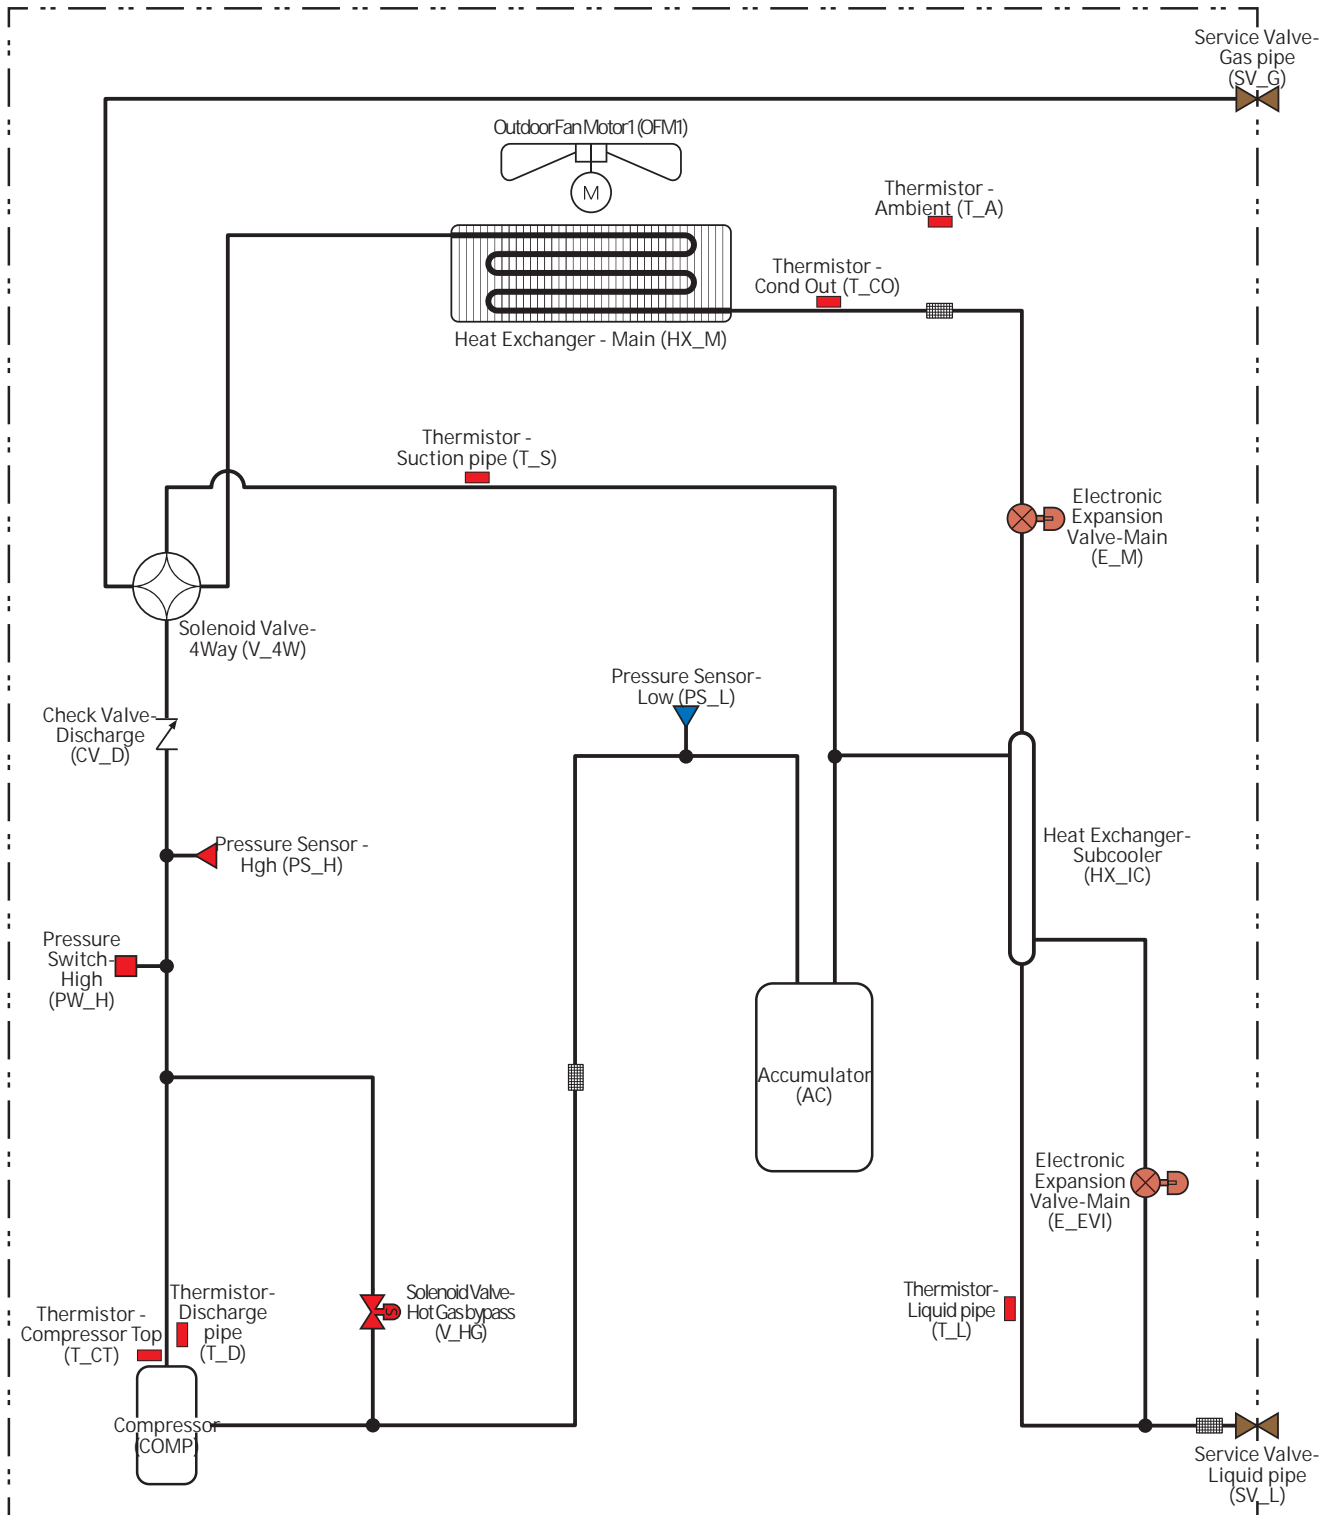 Service Valve-
Gas pipe
(SV_G)
OutdoorFanMotor1(OFM1)
M
Thermistor -
Ambient (T_A)
Thermistor -
Cond Out (T_CO)
Heat Exchanger - Main (HX_M)
Thermistor -
Suction pipe (T_S)
Electronic
Expansion
Valve-Main
(E_M)
Solenoid Valve-
4Way (V_4W)
Pressure Sensor-
Low (PS_L)
Check Valve-
Discharge
(CV_D)
Pressure Sensor -
Hgh (PS_H)
Heat Exchanger-
Subcooler
(HX_IC)
Pressure
Switch-
High
(PW_H)
Accumulator
(AC)
Electronic
Expansion
Valve-Main
(E_EVI)
Thermistor-
Discharge
pipe
(T_D)
Thermistor -
Compressor Top
(T_CT)
S
Solenoid Valve-
Hot Gas bypass
(V_HG)
Thermistor-
Liquid pipe
(T_L)
Compressor
(COMP)
Service Valve-
Liquid pipe
(SV_L)